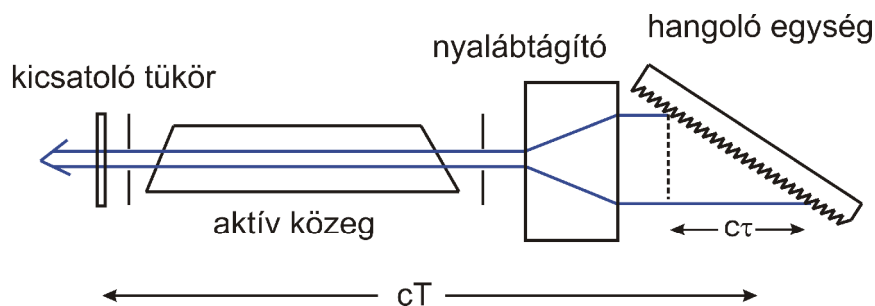 hangoló egység
nyalábtágító
kicsatoló tükör
aktív közeg
cτ
cT